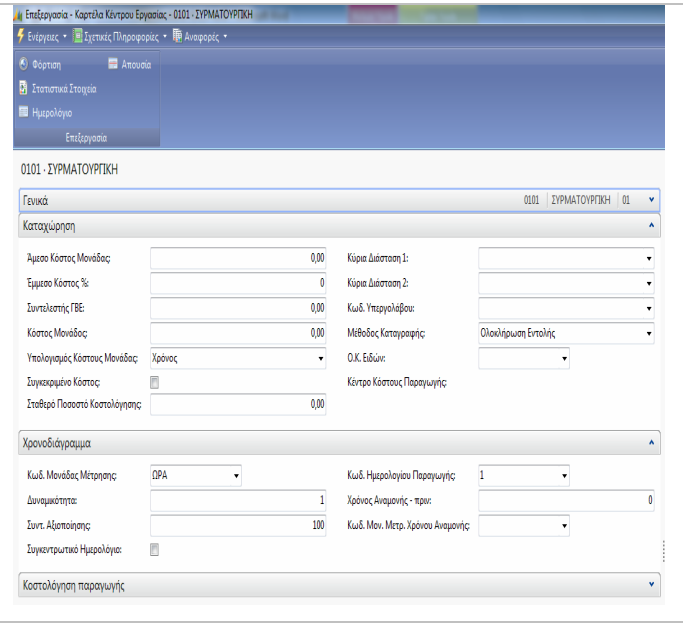 Επεξεργασία - Καρτέλα Κέντρου Εργασίας - 0101 · ΣΥΡΜΑΤΟΥΡΓΙΚΗ
Ενέργειες Σχετικές Πληροφορίες Αναφορές
Φόρτιση Απουσία
Στατιστικά Στοιχεία
Ημερολόγιο
Επεξεργασία
0101 · ΣΥΡΜΑΤΟΥΡΓΙΚΗ
Γενικά 0101 ΣΥΡΜΑΤΟΥΡΓΙΚΗ 01
Καταχώρηση
Άμεσο Κόστος Μονάδας: 0,00 Κύρια Διάσταση 1:
Έμμεσο Κόστος %: 0 Κύρια Διάσταση 2:
Συντελεστής ΓΒΕ: 0,00 Κωδ. Υπεργολάβου:
Κόστος Μονάδος: 0,00 Μέθοδος Καταγραφής: Ολοκλήρωση Εντολής
Υπολογισμός Κόστους Μονάδας: Χρόνος Ο.Κ. Ειδών:
Συγκεκριμένο Κόστος: Κέντρο Κόστους Παραγωγής:
Σταθερό Ποσοστό Κοστολόγησης: 0,00
Χρονοδιάγραμμα
Κωδ. Μονάδας Μέτρησης: ΩΡΑ Κωδ. Ημερολογίου Παραγωγής: 1
Δυναμικότητα: 1 Χρόνος Αναμονής - πριν: 0
Συντ. Αξιοποίησης: 100 Κωδ. Μον. Μετρ. Χρόνου Αναμονής:
Συγκεντρωτικό Ημερολόγιο:
Κοστολόγηση παραγωγής